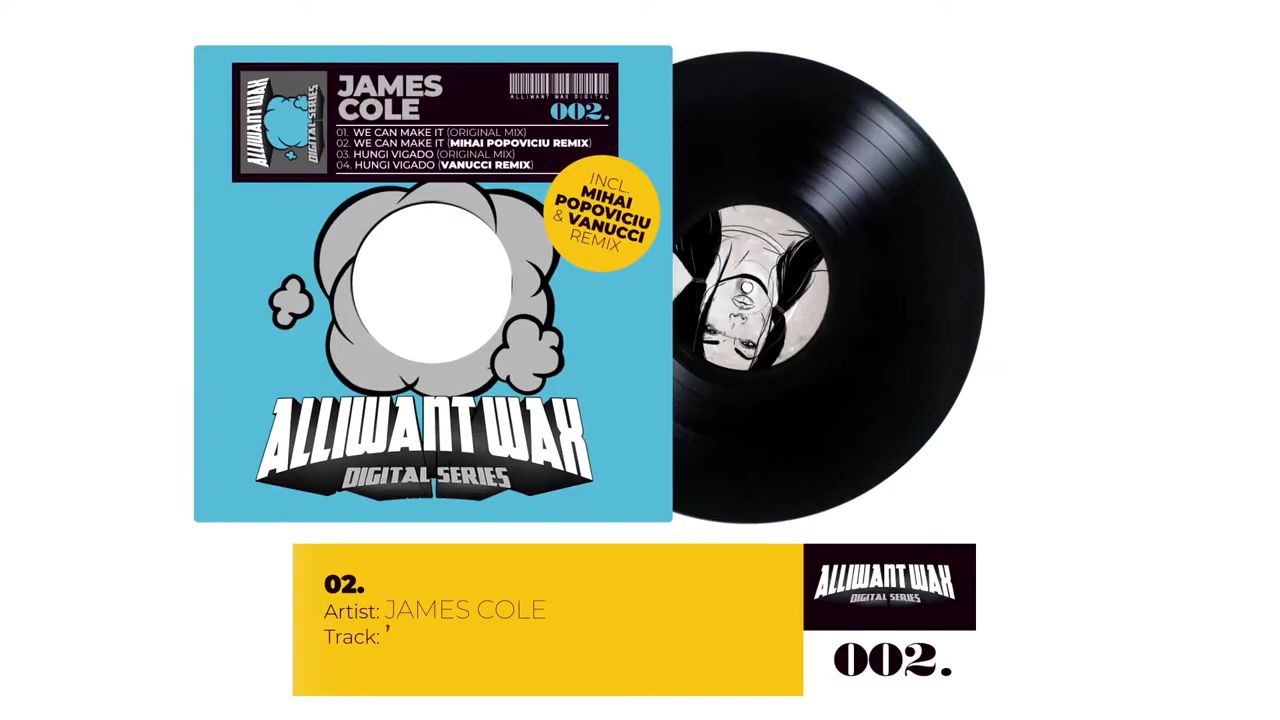 ALLIWANT WAX
DIGITAL SERIES
JAMES
COLE
ALLIWANT WAX DIGITAL
002.
01. WE CAN MAKE IT (ORIGINAL MIX)
02. WE CAN MAKE IT (MIHAI POPOVICIU REMIX)
03. HUNGI VIGADO (ORIGINAL MIX)
04. HUNGI VIGADO (VANUCCI REMIX)
INCL.
MIHAI
POPOVICIU
& VANUCCI
REMIX
ALLIWANT WAX
DIGITAL SERIES
02.
Artist: JAMES COLE
Track: '
ALLIWANT WAX
DIGITAL SERIES
002.